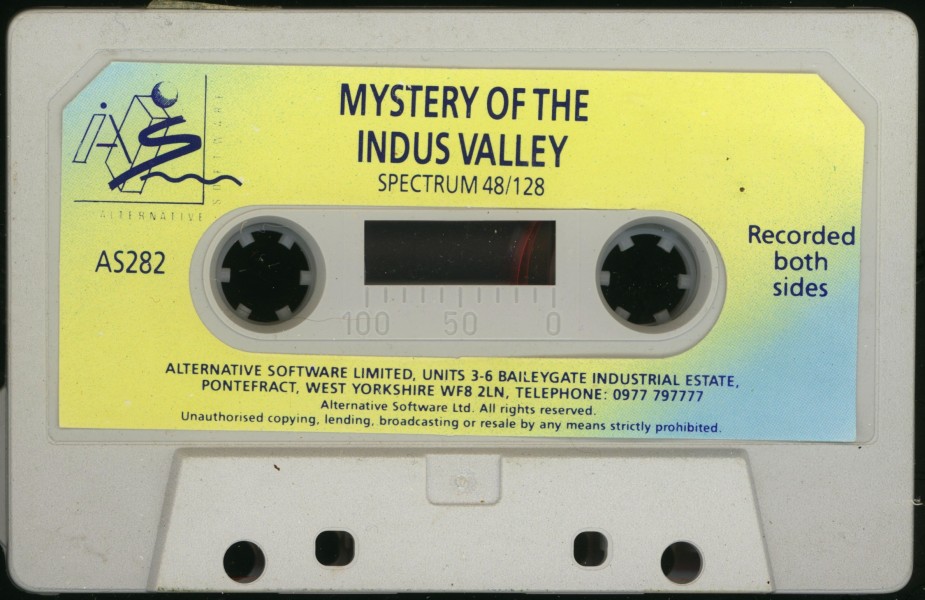 MYSTERY OF THE
INDUS VALLEY
SPECTRUM 48/128
iAS
ALTERNATIVE
SOFTWARE
AS282
Recorded
both
sides
100 50 0
ALTERNATIVE SOFTWARE LIMITED, UNITS 3-6 BAILEYGATE INDUSTRIAL ESTATE,
PONTEFRACT, WEST YORKSHIRE WF8 2LN, TELEPHONE: 0977 797777
Alternative Software Ltd. All rights reserved.
Unauthorised copying, lending, broadcasting or resale by any means strictly prohibited.